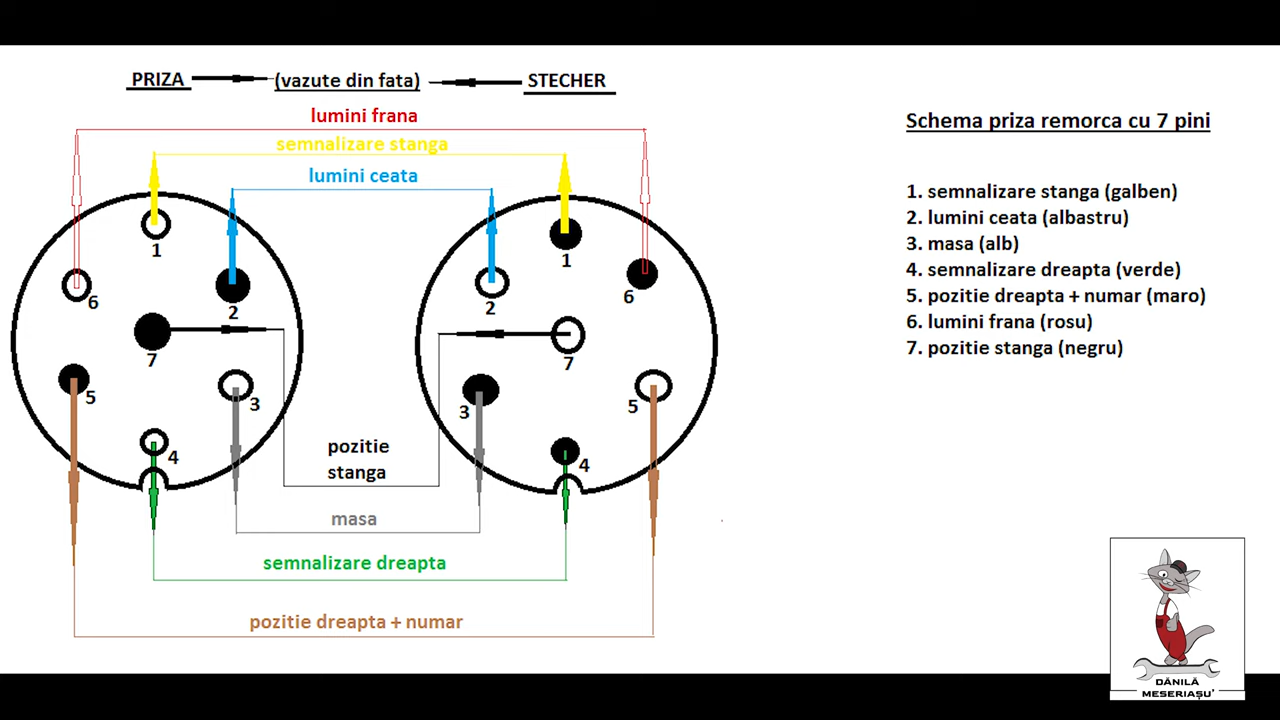 PRIZA (vazute din fata) STECHER
lumini frana
semnalizare stanga
lumini ceata
1
6
2
7
5
3
4
1
2
6
7
3
5
4
pozitie
stanga
masa
semnalizare dreapta
pozitie dreapta + numar
Schema priza remorca cu 7 pini
1. semnalizare stanga (galben)
2. lumini ceata (albastru)
3. masa (alb)
4. semnalizare dreapta (verde)
5. pozitie dreapta + numar (maro)
6. lumini frana (rosu)
7. pozitie stanga (negru)
DĂNILĂ
MESERIAȘU'